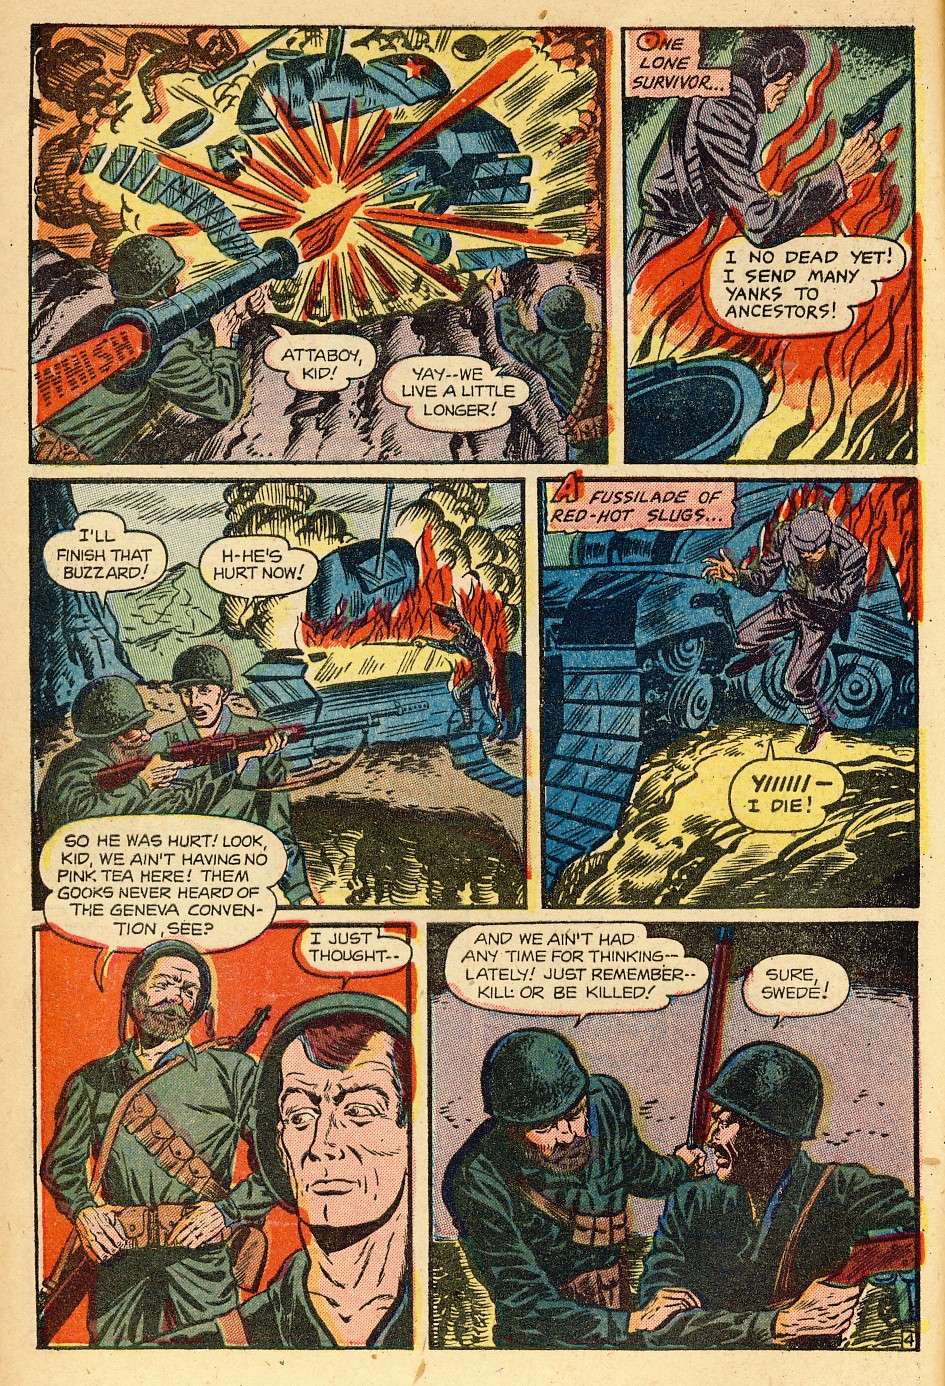 WHISH
ATTABOY,
KID!
YAY--WE
LIVE A LITTLE
LONGER!
ONE
LONE
SURVIVOR...
I NO DEAD YET!
I SEND MANY
YANKS TO
ANCESTORS!
I'LL
FINISH THAT
BUZZARD!
H-HE'S
HURT NOW!
A FUSSILADE OF
RED-HOT SLUGS...
YIIIIII-
I DIE!
SO HE WAS HURT! LOOK,
KID, WE AIN'T HAVING NO
PINK TEA HERE! THEM
GOOKS NEVER HEARD OF
THE GENEVA CONVEN-
TION, SEE?
I JUST
THOUGHT--
AND WE AIN'T HAD
ANY TIME FOR THINKING--
LATELY! JUST REMEMBER--
KILL: OR BE KILLED!
SURE,
SWEDE!
4